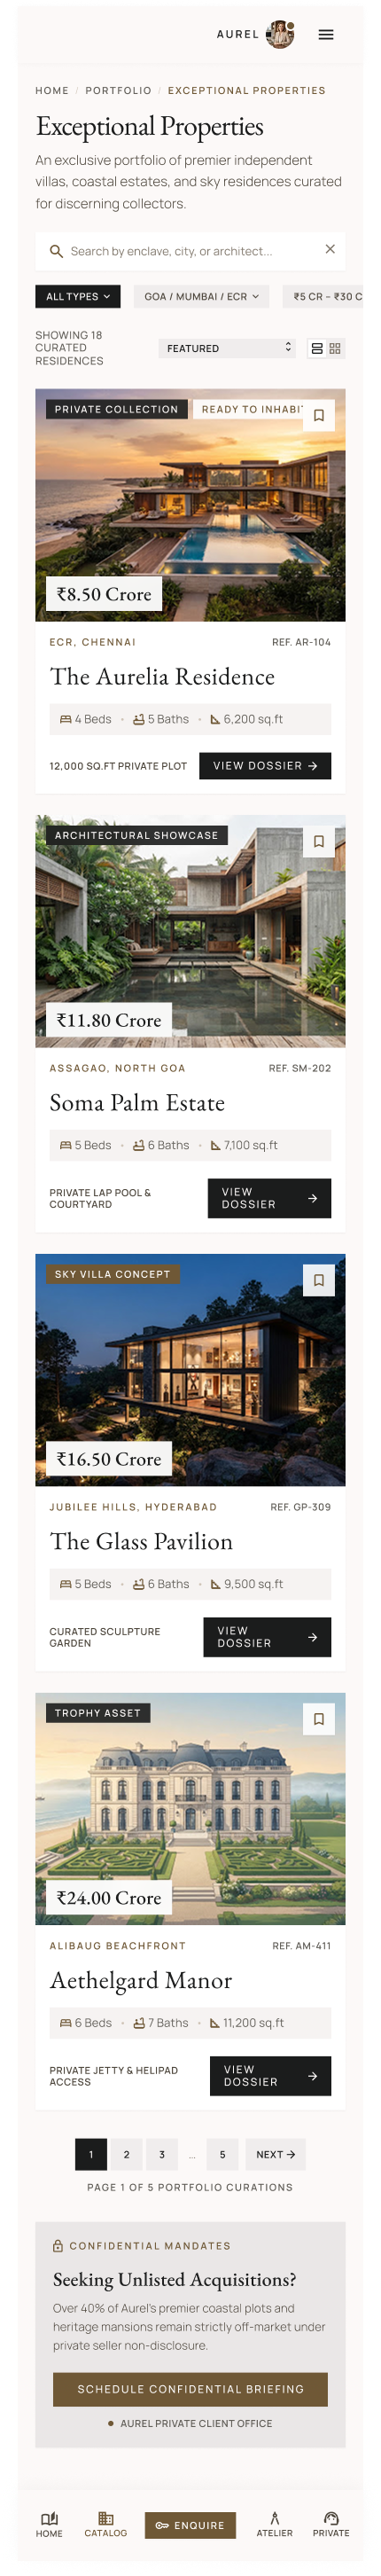 AUREL
HOME / PORTFOLIO / EXCEPTIONAL PROPERTIES
Exceptional Properties
An exclusive portfolio of premier independent
villas, coastal estates, and sky residences curated
for discerning collectors.
Search by enclave, city, or architect...
ALL TYPES
GOA / MUMBAI / ECR
₹5 CR – ₹30 C
SHOWING 18
CURATED
RESIDENCES
FEATURED
PRIVATE COLLECTION
READY TO INHABIT
₹8.50 Crore
ECR, CHENNAI
REF. AR-104
The Aurelia Residence
4 Beds • 5 Baths • 6,200 sq.ft
12,000 SQ.FT PRIVATE PLOT
VIEW DOSSIER →
ARCHITECTURAL SHOWCASE
₹11.80 Crore
ASSAGAO, NORTH GOA
REF. SM-202
Soma Palm Estate
5 Beds • 6 Baths • 7,100 sq.ft
PRIVATE LAP POOL &
COURTYARD
VIEW
DOSSIER →
SKY VILLA CONCEPT
₹16.50 Crore
JUBILEE HILLS, HYDERABAD
REF. GP-309
The Glass Pavilion
5 Beds • 6 Baths • 9,500 sq.ft
CURATED SCULPTURE
GARDEN
VIEW
DOSSIER →
TROPHY ASSET
₹24.00 Crore
ALIBAUG BEACHFRONT
REF. AM-411
Aethelgard Manor
6 Beds • 7 Baths • 11,200 sq.ft
PRIVATE JETTY & HELIPAD
ACCESS
VIEW
DOSSIER →
1 2 3 ... 5 NEXT →
PAGE 1 OF 5 PORTFOLIO CURATIONS
CONFIDENTIAL MANDATES
Seeking Unlisted Acquisitions?
Over 40% of Aurel's premier coastal plots and
heritage mansions remain strictly off-market under
private seller non-disclosure.
SCHEDULE CONFIDENTIAL BRIEFING
AUREL PRIVATE CLIENT OFFICE
HOME
CATALOG
ENQUIRE
ATELIER
PRIVATE